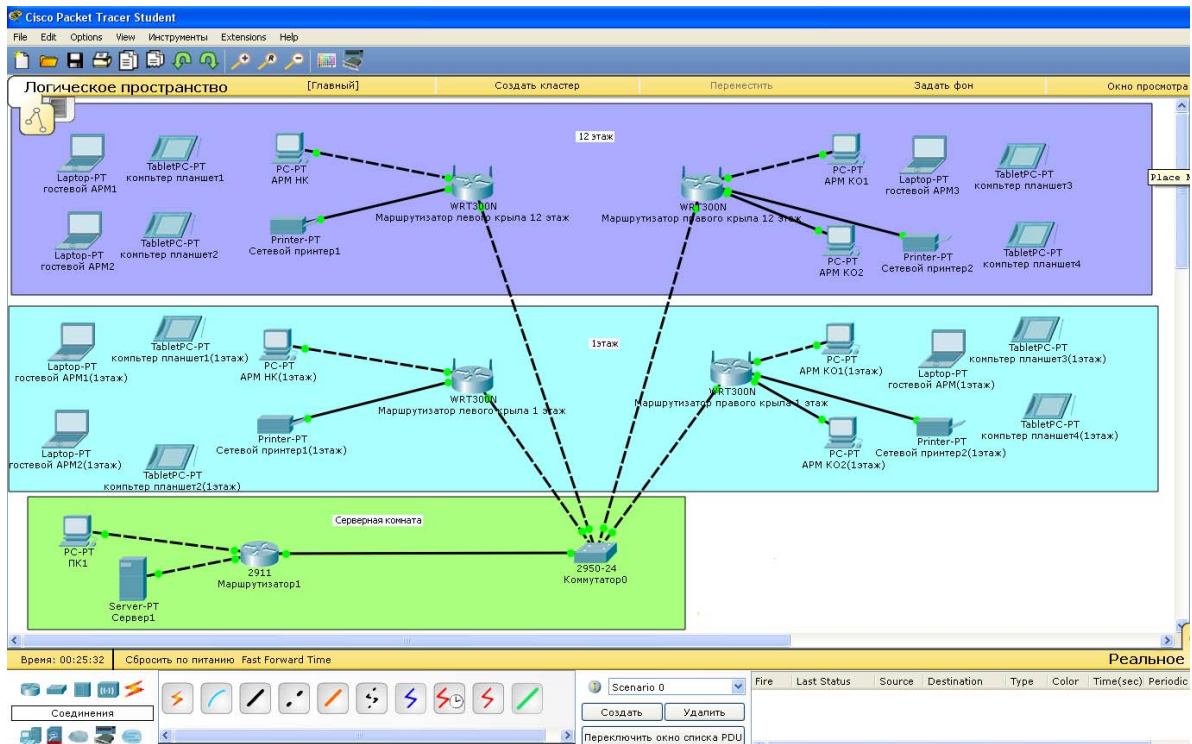 Cisco Packet Tracer Student
File Edit Options View Инструменты Extensions Help
Логическое пространство [Главный] Создать кластер Переместить Задать фон Окно просмотра
12 этаж
Laptop-PT
гостевой АРМ1
TabletPC-PT
компьтер планшет1
PC-PT
АРМ НК
WRT300N
Маршрутизатор левого крыла 12 этаж
Laptop-PT
гостевой АРМ2
TabletPC-PT
компьтер планшет2
Printer-PT
Сетевой принтер1
WRT300N
Маршрутизатор правого крыла 12 этаж
PC-PT
АРМ КО1
Laptop-PT
гостевой АРМ3
TabletPC-PT
компьтер планшет3
Place N
PC-PT
АРМ КО2
Printer-PT
Сетевой принтер2
TabletPC-PT
компьтер планшет4
1этаж
Laptop-PT
гостевой АРМ1(1этаж)
TabletPC-PT
компьтер планшет1(1этаж)
PC-PT
АРМ НК(1этаж)
WRT300N
Маршрутизатор левого крыла 1 этаж
Laptop-PT
гостевой АРМ2(1этаж)
TabletPC-PT
компьтер планшет2(1этаж)
Printer-PT
Сетевой принтер1(1этаж)
WRT300N
Маршрутизатор правого крыла 1 этаж
PC-PT
АРМ КО1(1этаж)
Laptop-PT
гостевой АРМ(1этаж)
TabletPC-PT
компьтер планшет3(1этаж)
PC-PT
АРМ КО2(1этаж)
Printer-PT
Сетевой принтер2(1этаж)
TabletPC-PT
компьтер планшет4(1этаж)
Серверная комната
PC-PT
ПК1
Server-PT
Сервер1
2911
Маршрутизатор1
2950-24
Коммутатор0
Время: 00:25:32 Сбросить по питанию Fast Forward Time Реальное
Соединения
Scenario 0
Создать Удалить
Переключить окно списка PDU
Fire Last Status Source Destination Type Color Time(sec) Periodic